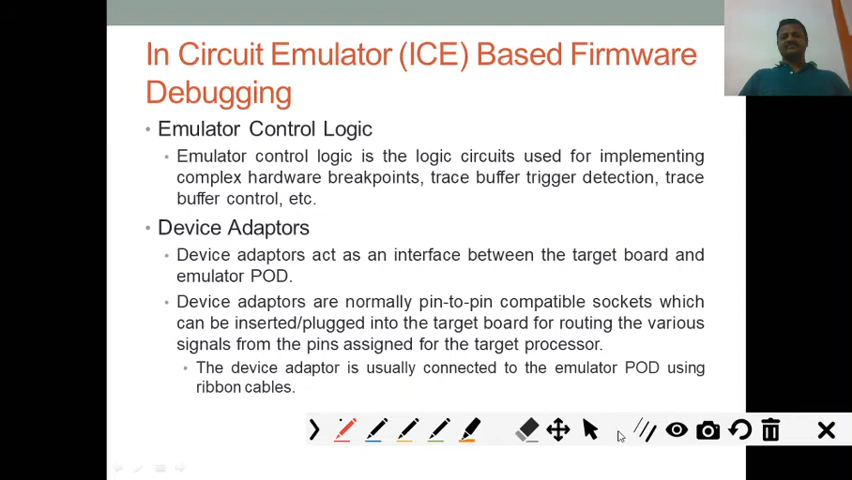 In Circuit Emulator (ICE) Based Firmware
Debugging
• Emulator Control Logic
• Emulator control logic is the logic circuits used for implementing
complex hardware breakpoints, trace buffer trigger detection, trace
buffer control, etc.
• Device Adaptors
• Device adaptors act as an interface between the target board and
emulator POD.
• Device adaptors are normally pin-to-pin compatible sockets which
can be inserted/plugged into the target board for routing the various
signals from the pins assigned for the target processor.
• The device adaptor is usually connected to the emulator POD using
ribbon cables.